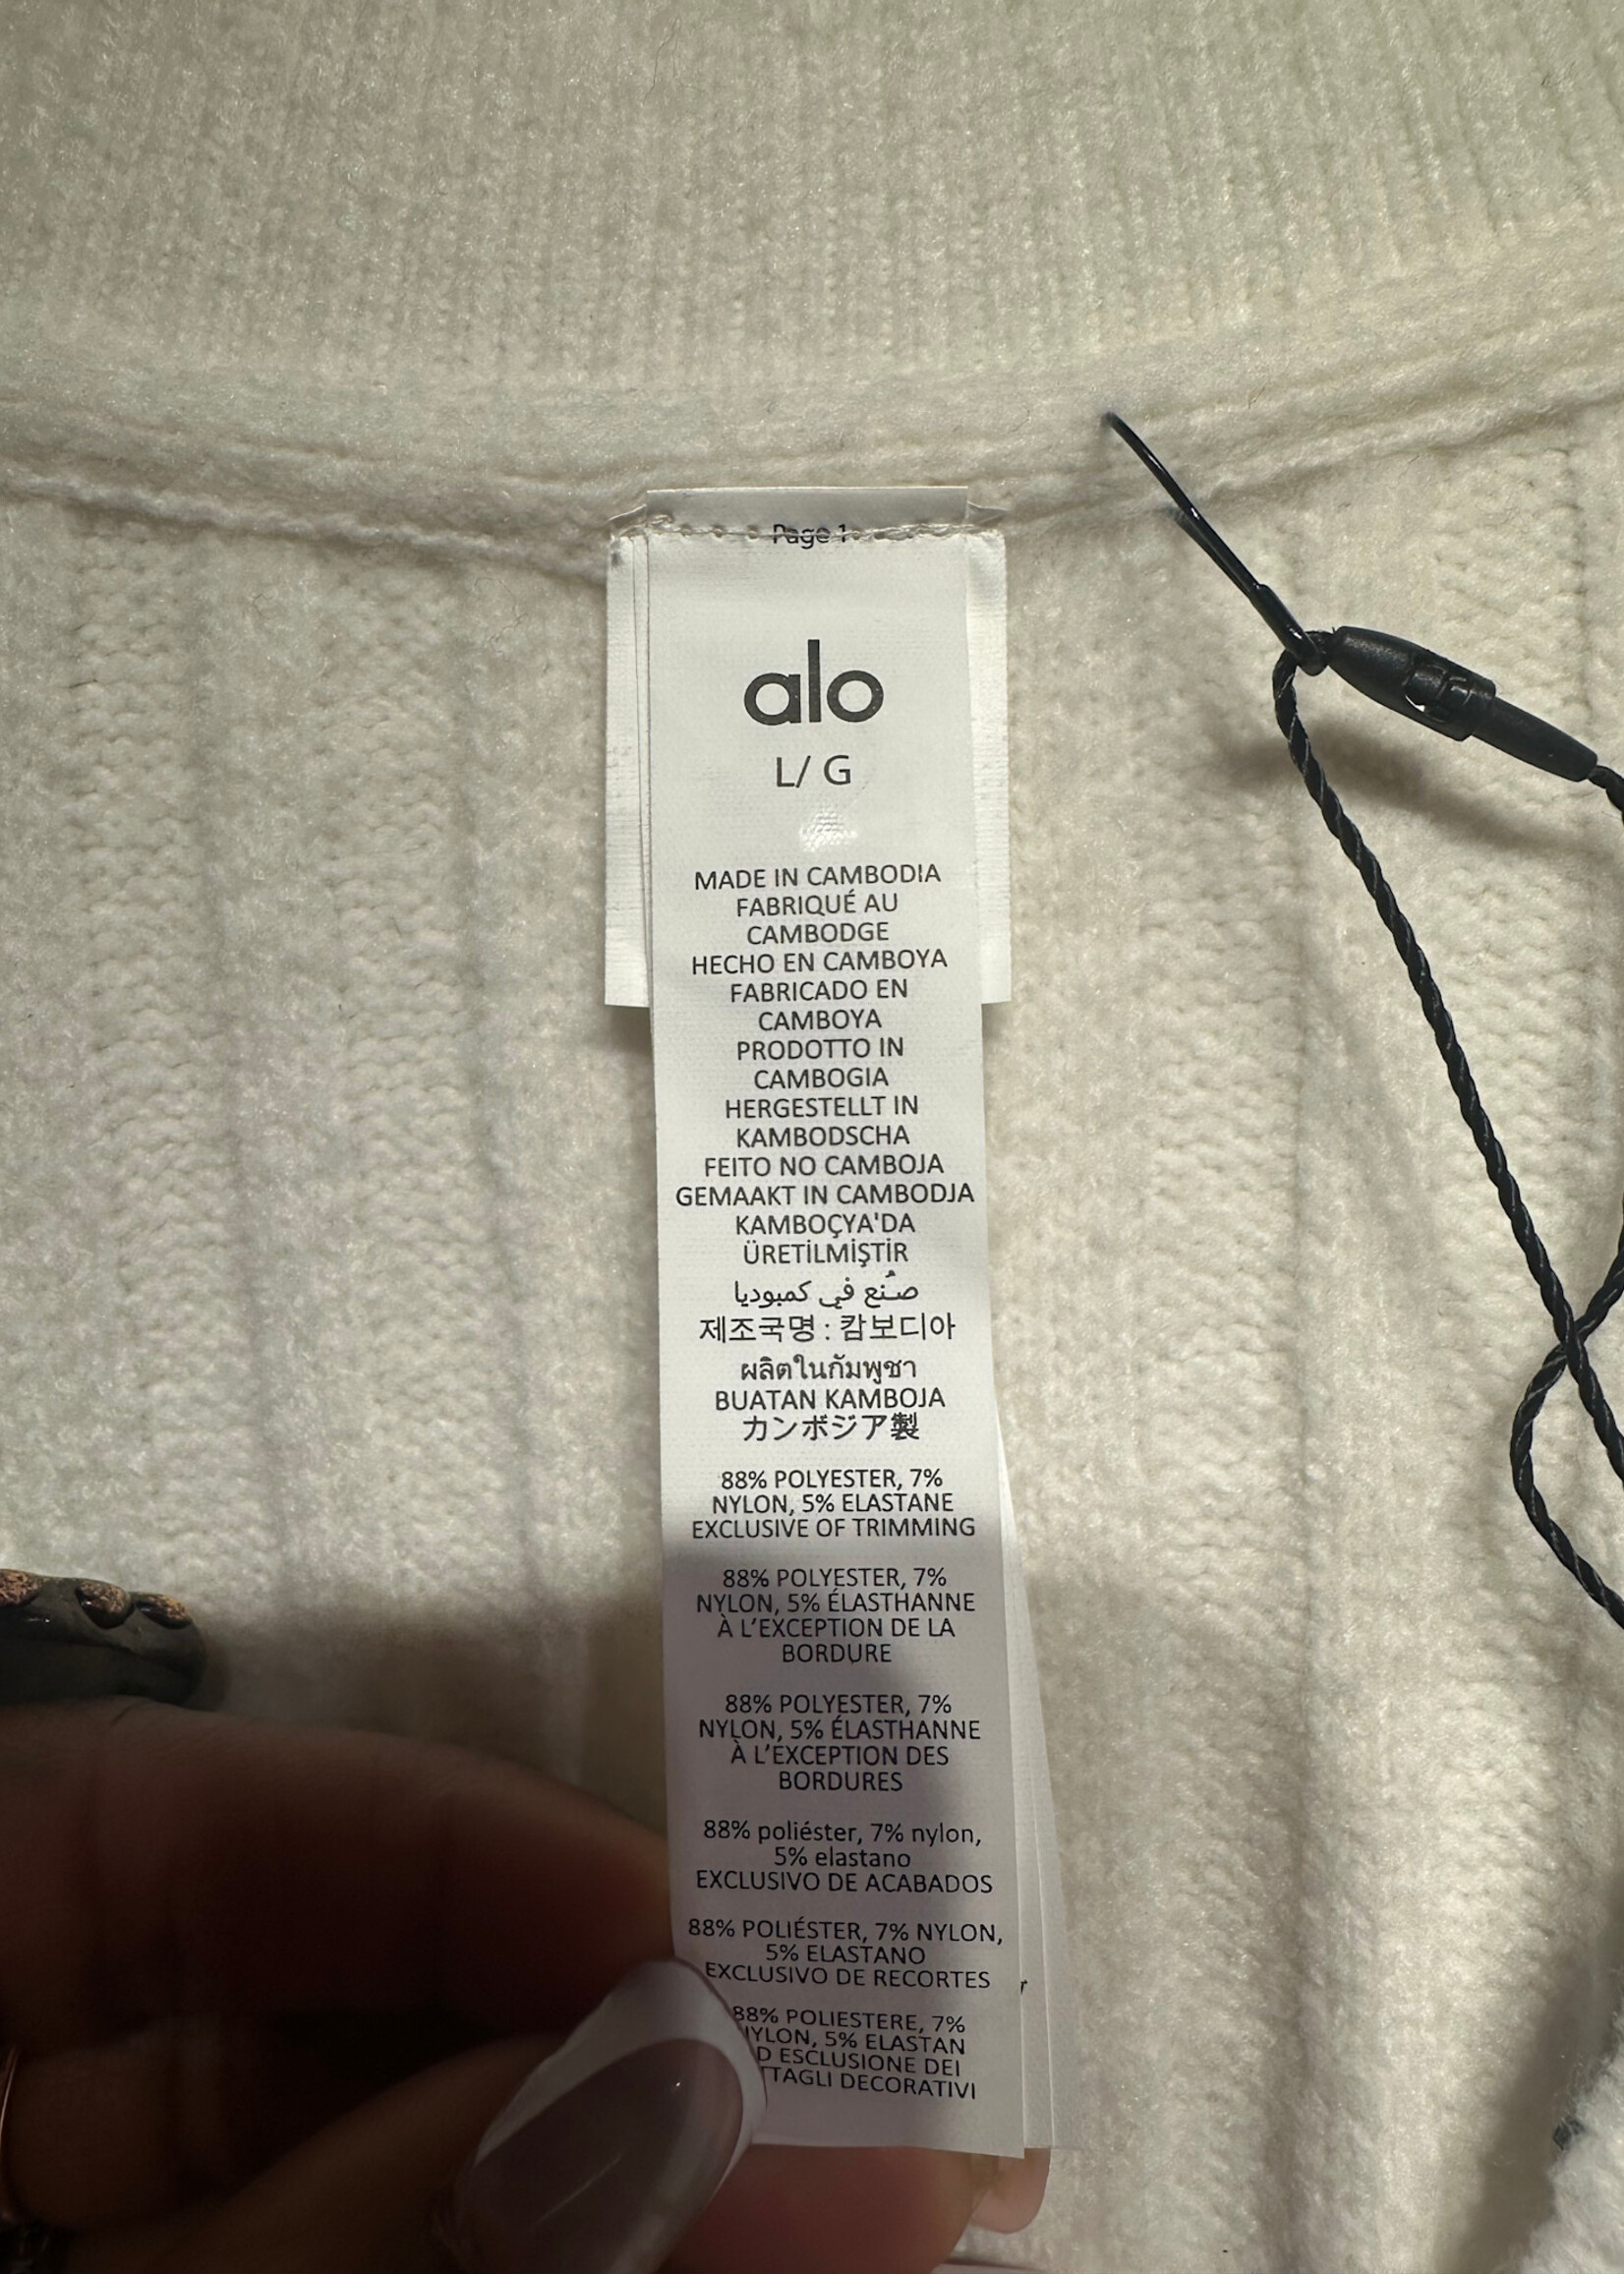 Page 1
alo
L/ G
MADE IN CAMBODIA
FABRIQUÉ AU
CAMBODGE
HECHO EN CAMBOYA
FABRICADO EN
CAMBOYA
PRODOTTO IN
CAMBOGIA
HERGESTELLT IN
KAMBODSCHA
FEITO NO CAMBOJA
GEMAAKT IN CAMBODJA
KAMBOÇYA'DA
ÜRETİLMİŞTİR
صُنع في كمبوديا
제조국명 : 캄보디아
ผลิตในกัมพูชา
BUATAN KAMBOJA
カンボジア製
88% POLYESTER, 7%
NYLON, 5% ELASTANE
EXCLUSIVE OF TRIMMING
88% POLYESTER, 7%
NYLON, 5% ÉLASTHANNE
À L’EXCEPTION DE LA
BORDURE
88% POLYESTER, 7%
NYLON, 5% ÉLASTHANNE
À L’EXCEPTION DES
BORDURES
88% poliéster, 7% nylon,
5% elastano
EXCLUSIVO DE ACABADOS
88% POLIÉSTER, 7% NYLON,
5% ELASTANO
EXCLUSIVO DE RECORTES
88% POLIESTERE, 7%
5% ELASTAN
ESCLUSIONE DEI
DECORATIVI